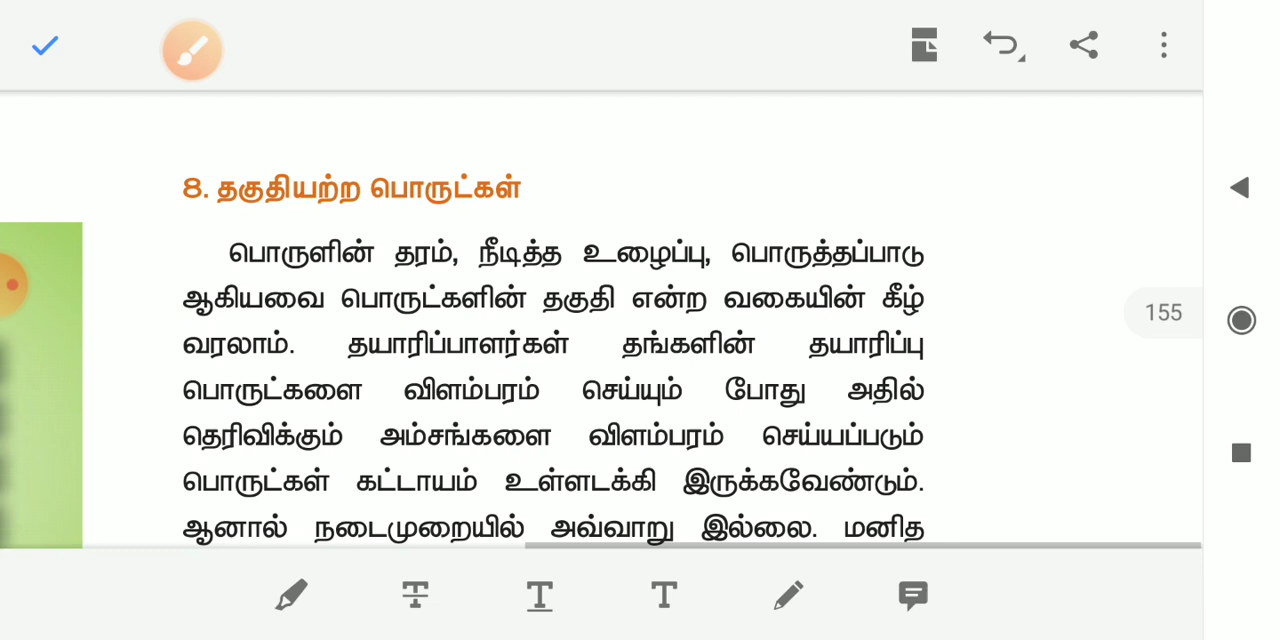 8. தகுதியற்ற பொருட்கள்
பொருளின் தரம், நீடித்த உழைப்பு, பொருத்தப்பாடு
ஆகியவை பொருட்களின் தகுதி என்ற வகையின் கீழ்
வரலாம். தயாரிப்பாளர்கள் தங்களின் தயாரிப்பு
பொருட்களை விளம்பரம் செய்யும் போது அதில்
தெரிவிக்கும் அம்சங்களை விளம்பரம் செய்யப்படும்
பொருட்கள் கட்டாயம் உள்ளடக்கி இருக்கவேண்டும்.
ஆனால் நடைமுறையில் அவ்வாறு இல்லை. மனித
155